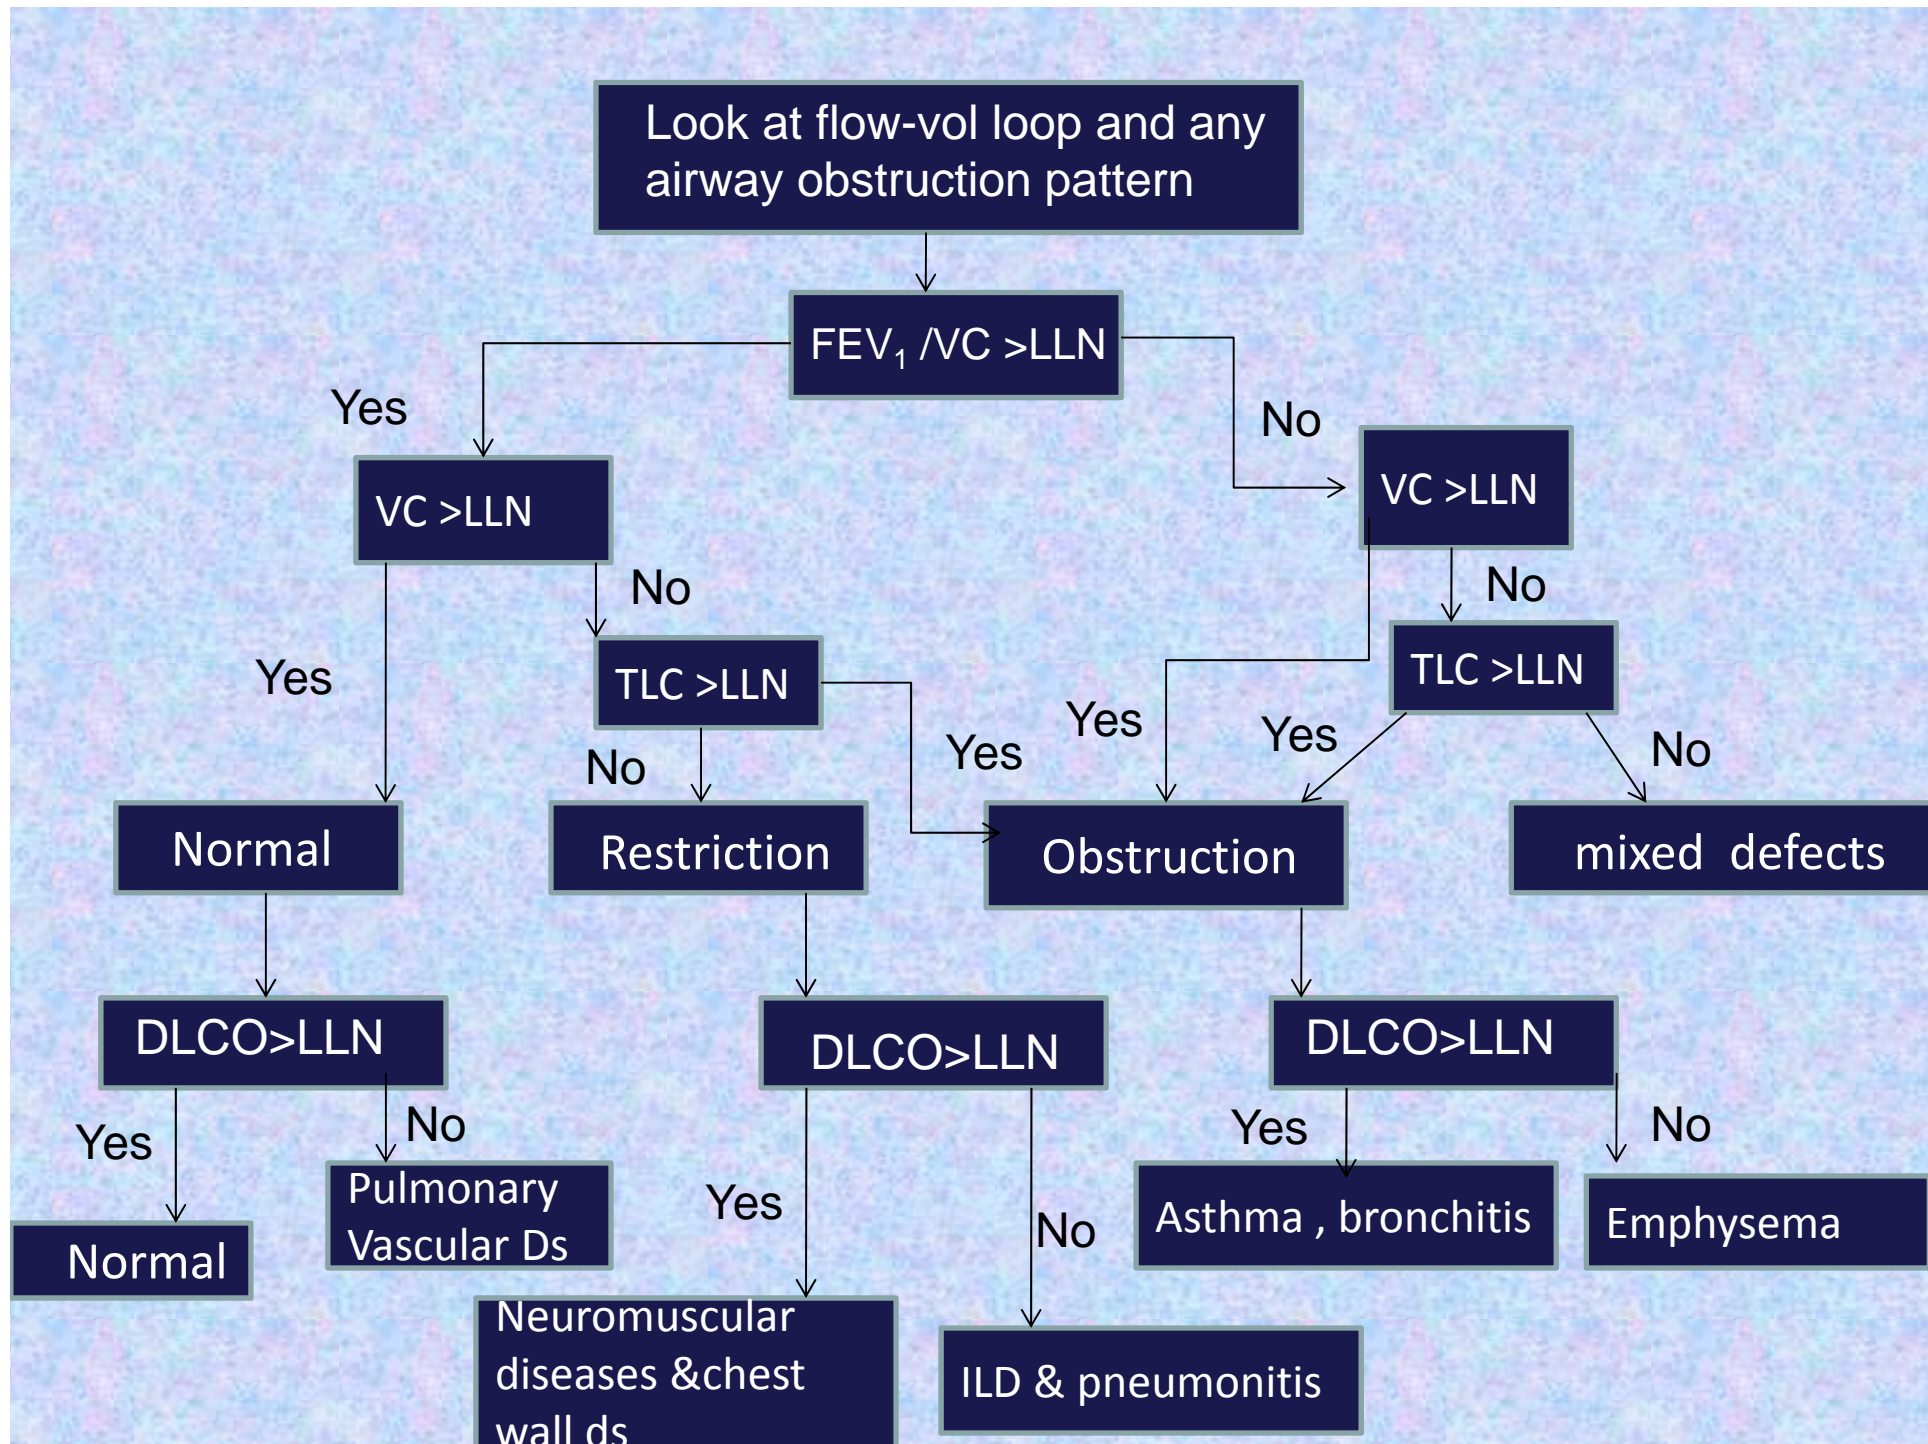 Look at flow-vol loop and any
airway obstruction pattern
FEV₁ /VC >LLN
Yes
No
VC >LLN
VC >LLN
No
No
Yes
TLC >LLN
TLC >LLN
Yes
Yes
No
Yes
No
Normal
Restriction
Obstruction
mixed defects
DLCO>LLN
DLCO>LLN
DLCO>LLN
Yes
No
Yes
No
Yes
No
Pulmonary
Vascular Ds
Normal
Asthma , bronchitis
Emphysema
Neuromuscular
diseases &chest
wall ds
ILD & pneumonitis